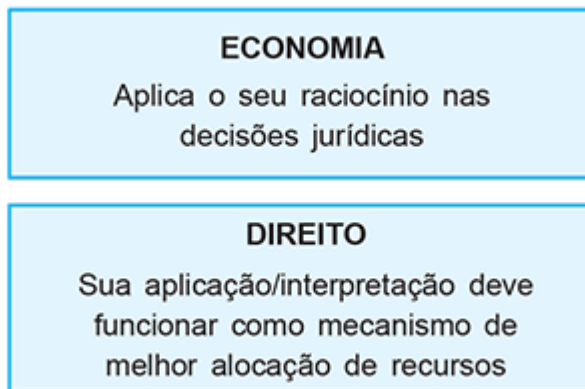 ECONOMIA
Aplica o seu raciocínio nas
decisões jurídicas
DIREITO
Sua aplicação/interpretação deve
funcionar como mecanismo de
melhor alocação de recursos